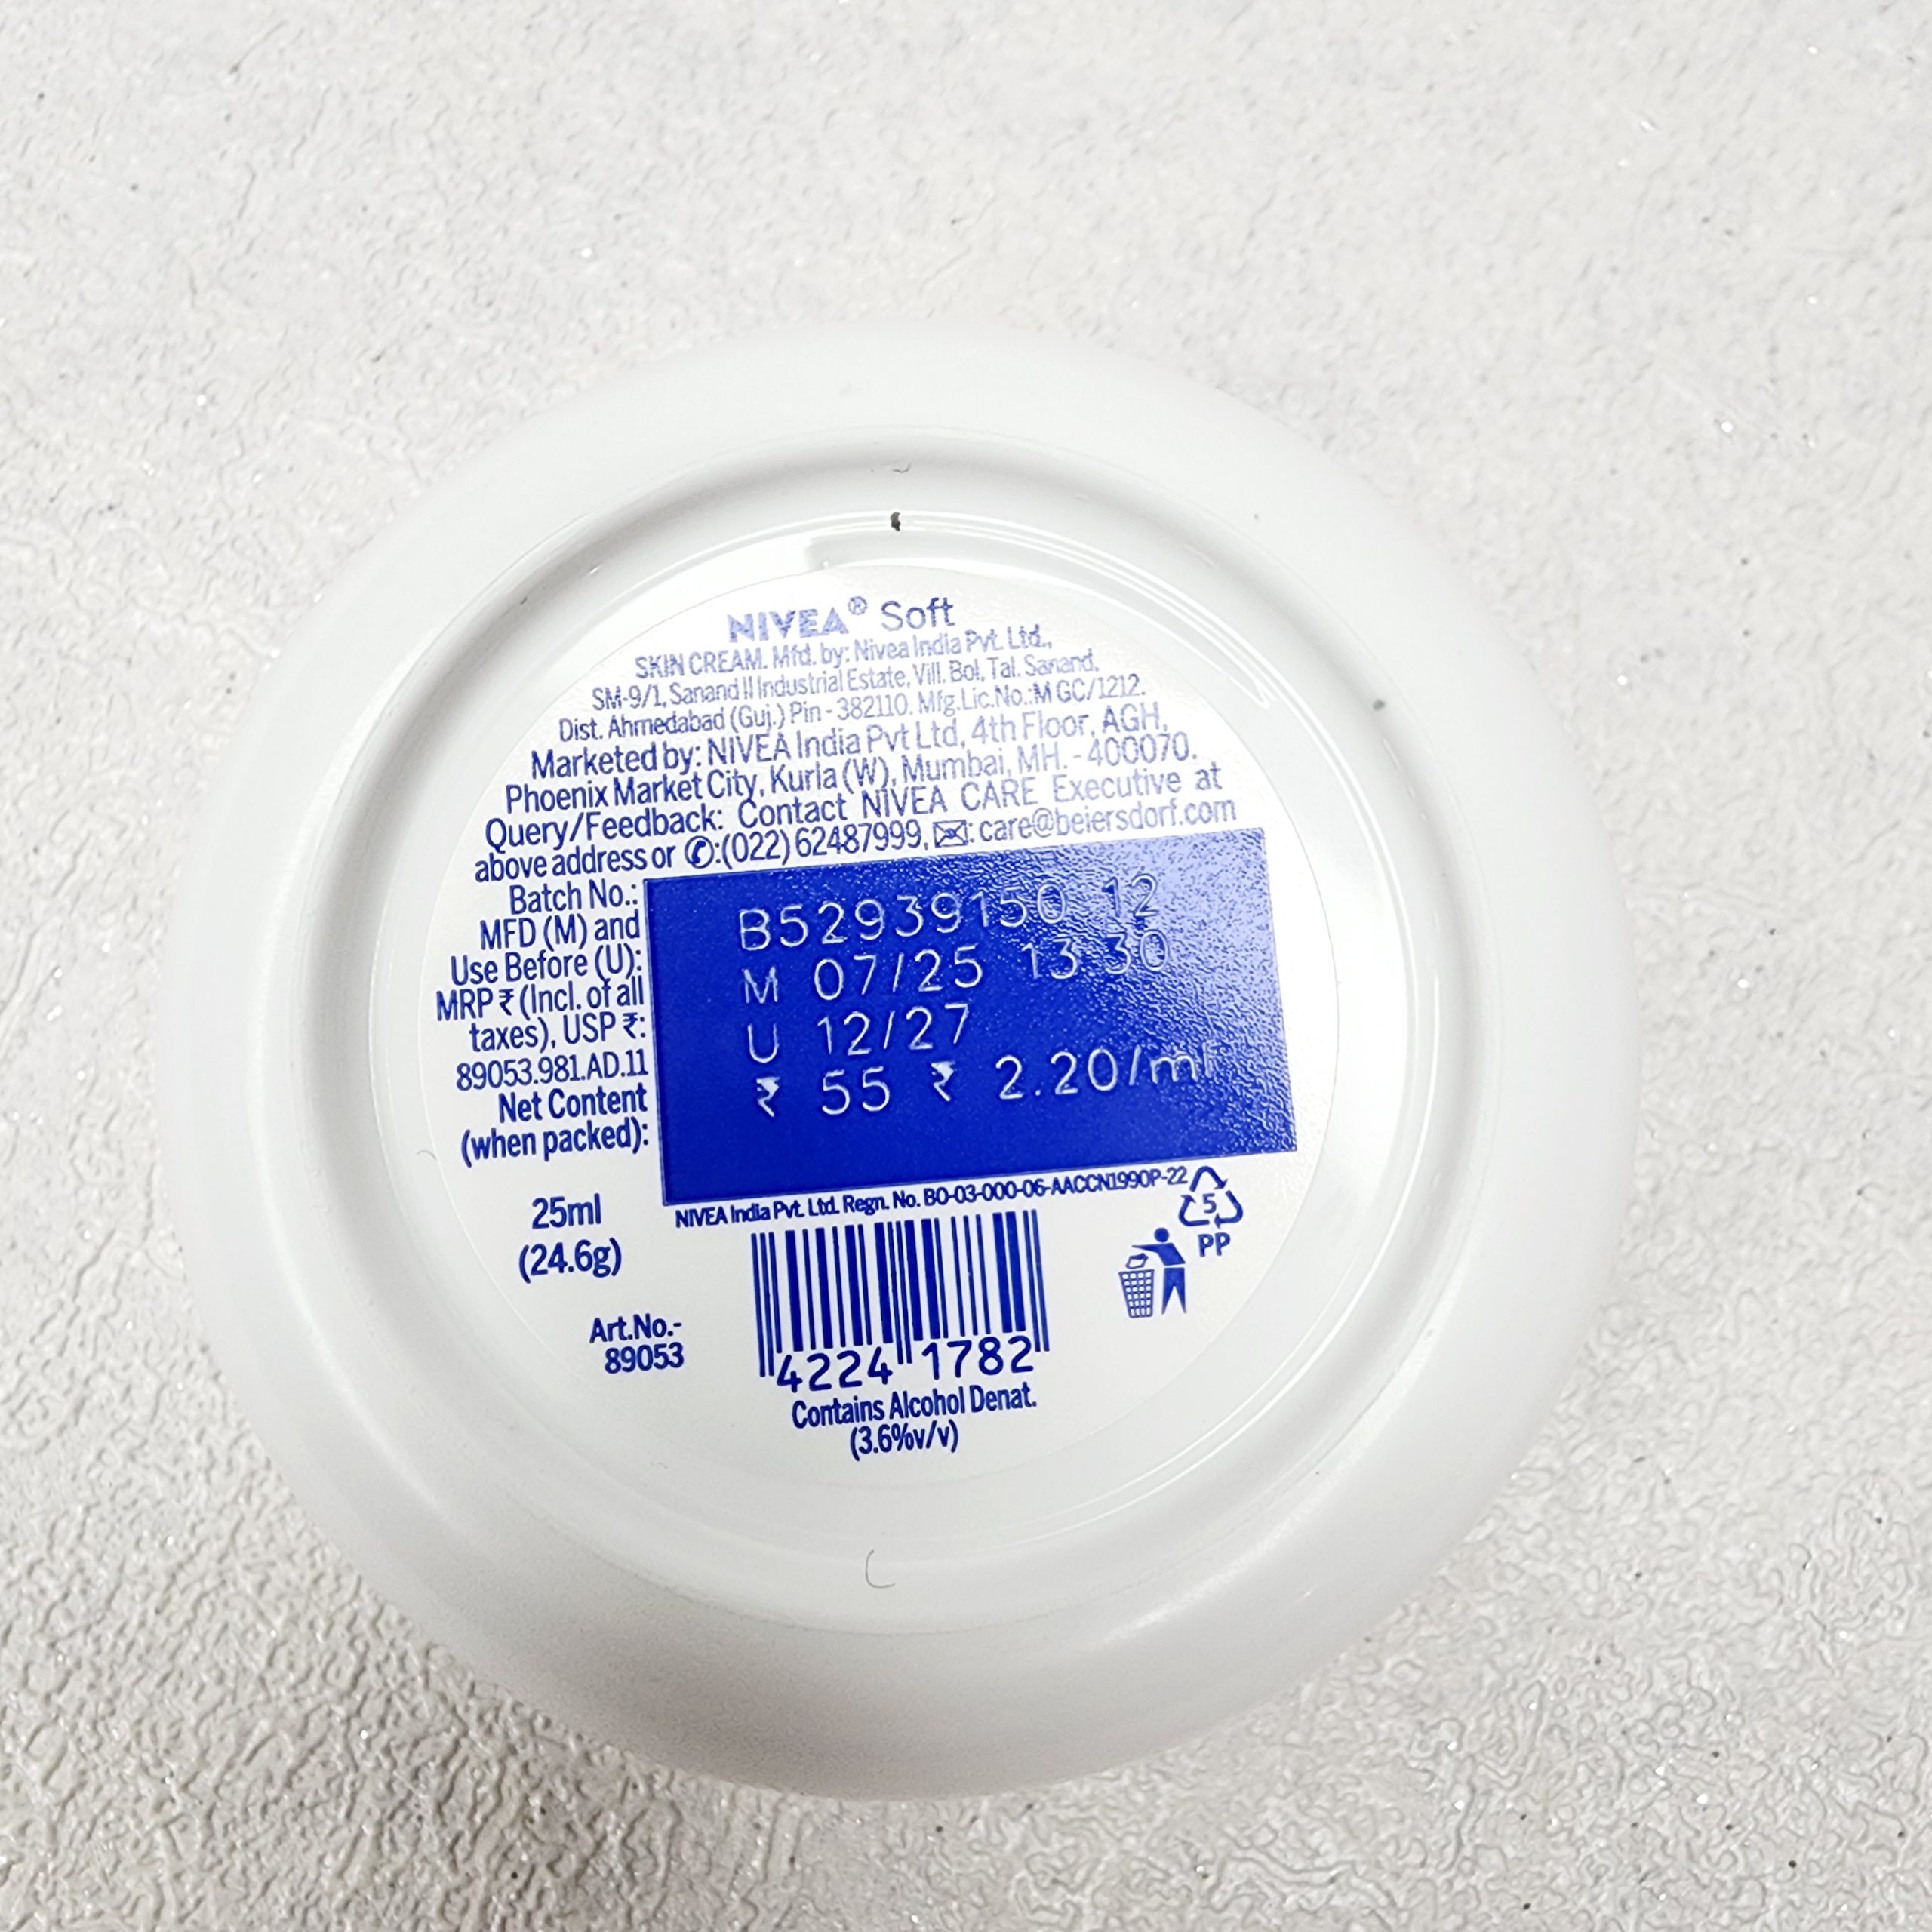 NIVEA® Soft
SKIN CREAM. Mfd. by: Nivea India Pvt. Ltd.,
SM-9/1, Sanand II Industrial Estate, Vill. Bol, Tal. Sanand,
Dist. Ahmedabad (Guj.) Pin - 382110. Mfg.Lic.No.:M GC/1212.
Marketed by: NIVEA India Pvt Ltd, 4th Floor, AGH,
Phoenix Market City, Kurla (W), Mumbai, MH. - 400070.
Query/Feedback: Contact NIVEA CARE Executive at
above address or ✆:(022) 62487999, ✉: care@beiersdorf.com
Batch No.:
MFD (M) and
Use Before (U):
MRP ₹ (Incl. of all
taxes), USP ₹:
89053.981.AD.11
Net Content
(when packed):
B52939150 12
M 07/25 13:30
U 12/27
₹ 55 ₹ 2.20/ml
25ml
(24.6g)
NIVEA India Pvt. Ltd. Regn. No. BO-03-000-06-AACCN1990P-22
5
PP
Art.No.-
89053
4224 1782
Contains Alcohol Denat.
(3.6%v/v)